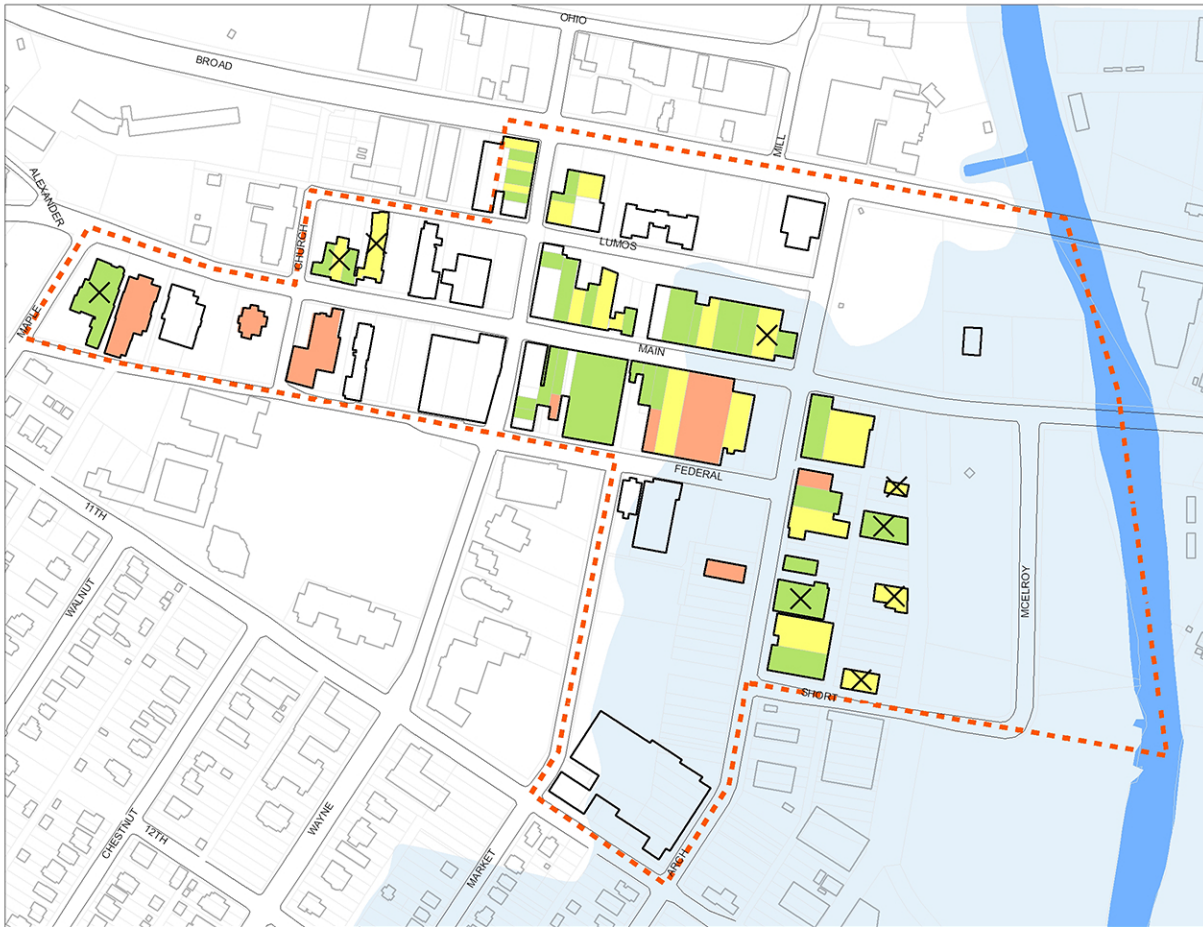 OHIO
BROAD
MILL
ALEXANDER
CHURCH
LUMOS
MAPLE
MAIN
FEDERAL
11TH
WALNUT
MCELROY
SHORT
CHESTNUT
12TH
WAYNE
MARKET
ARCH